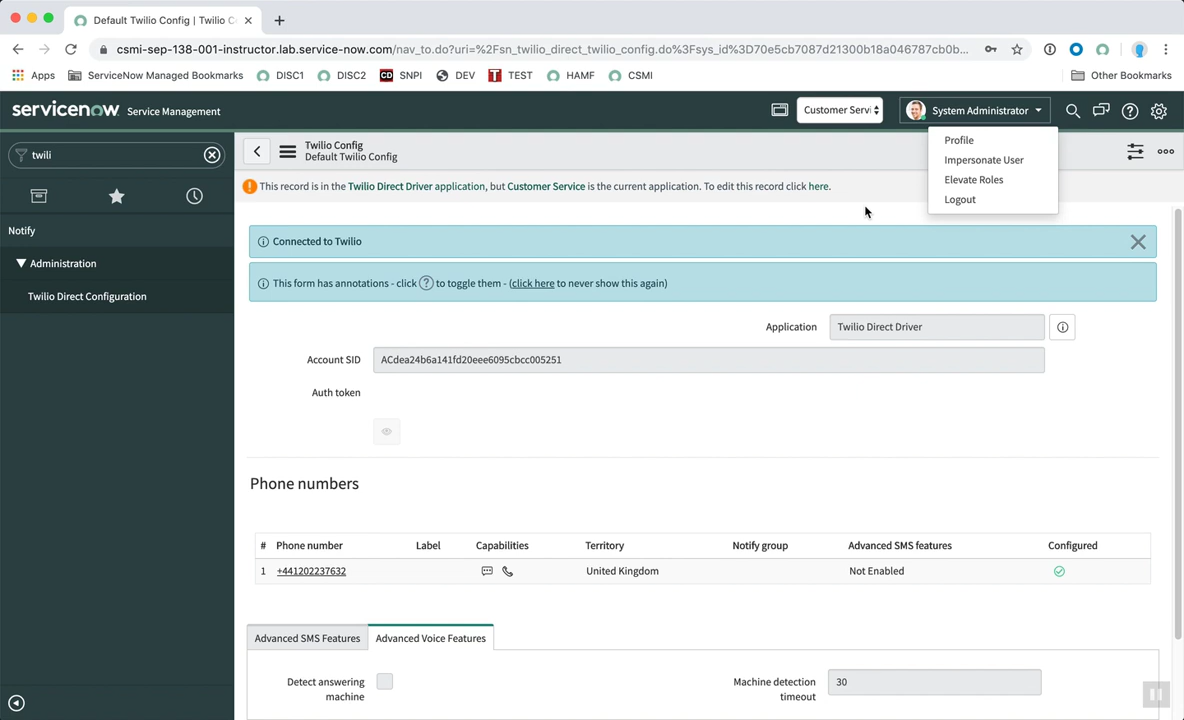 Default Twilio Config | Twilio C
csmi-sep-138-001-instructor.lab.service-now.com/nav_to.do?uri=%2Fsn_twilio_direct_twilio_config.do%3Fsys_id%3D70e5cb7087d21300b18a046787cb0b...
Apps ServiceNow Managed Bookmarks DISC1 DISC2 CD SNPI DEV T TEST HAMF CSMI Other Bookmarks
servicenow Service Management Customer Servi System Administrator
twili
Twilio Config
Default Twilio Config
Profile
Impersonate User
Elevate Roles
Logout
This record is in the Twilio Direct Driver application, but Customer Service is the current application. To edit this record click here.
Notify
Administration
Twilio Direct Configuration
Connected to Twilio
This form has annotations - click ? to toggle them - (click here to never show this again)
Application Twilio Direct Driver
Account SID ACdea24b6a141fd20eee6095cbcc005251
Auth token
Phone numbers
# Phone number Label Capabilities Territory Notify group Advanced SMS features Configured
1 +441202237632 United Kingdom Not Enabled
Advanced SMS Features Advanced Voice Features
Detect answering machine
Machine detection timeout 30